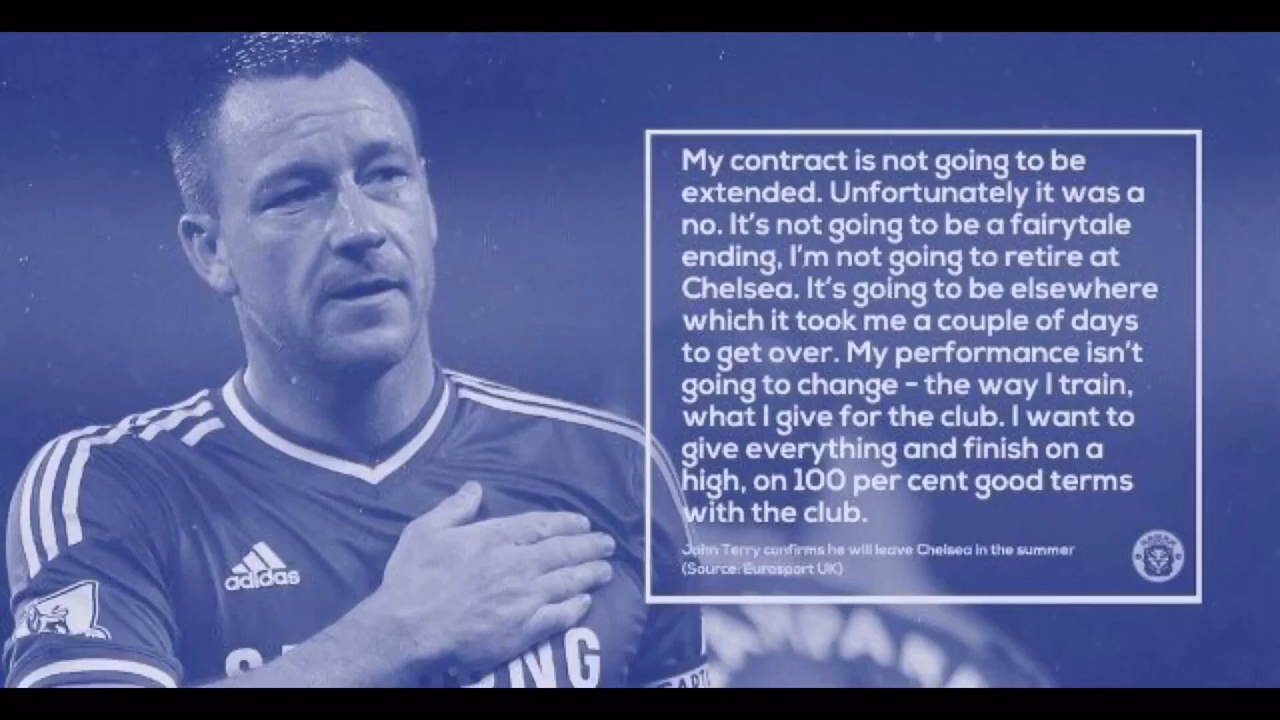 My contract is not going to be
extended. Unfortunately it was a
no. It's not going to be a fairytale
ending, I'm not going to retire at
Chelsea. It's going to be elsewhere
which it took me a couple of days
to get over. My performance isn't
going to change - the way I train,
what I give for the club. I want to
give everything and finish on a
high, on 100 per cent good terms
with the club.
John Terry confirms he will leave Chelsea in the summer
(Source: Eurosport UK)
adidas